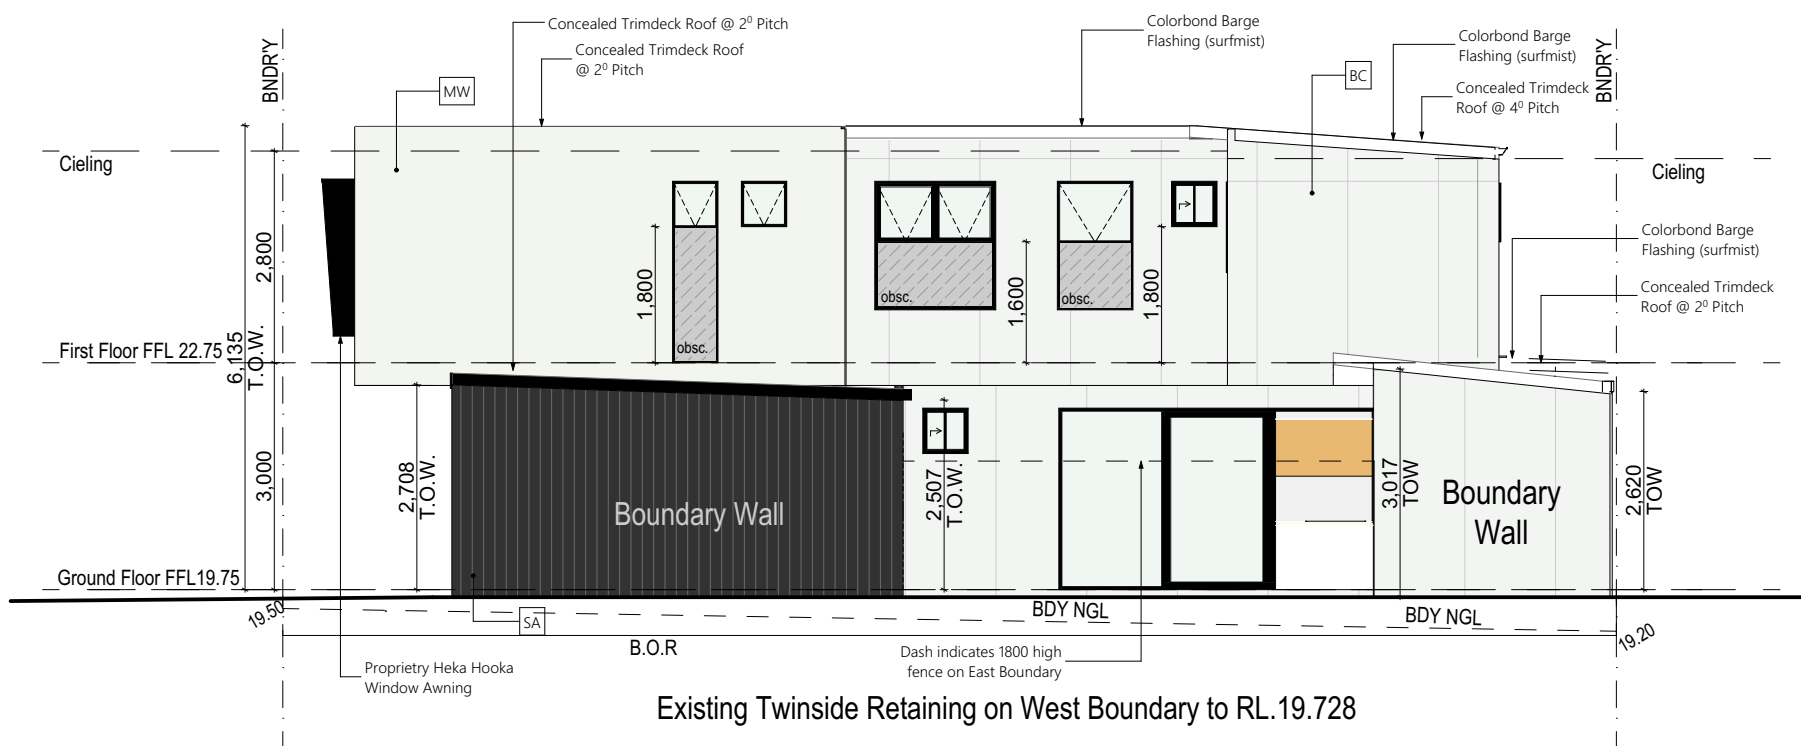 Concealed Trimdeck Roof @ 2⁰ Pitch
Concealed Trimdeck Roof
@ 2⁰ Pitch
Colorbond Barge
Flashing (surfmist)
Colorbond Barge
Flashing (surfmist)
Concealed Trimdeck
Roof @ 4⁰ Pitch
BNDR'Y
BNDR'Y
MW
BC
Cieling
Cieling
2,800
6,135
T.O.W.
1,800
obsc.
obsc.
1,600
obsc.
1,800
Colorbond Barge
Flashing (surfmist)
Concealed Trimdeck
Roof @ 2⁰ Pitch
First Floor FFL 22.75
3,000
2,708
T.O.W.
Boundary Wall
2,507
T.O.W.
3,017
TOW
Boundary
Wall
2,620
TOW
Ground Floor FFL19.75
19.50
SA
BDY NGL
BDY NGL
19.20
B.O.R
Proprietry Heka Hooka
Window Awning
Dash indicates 1800 high
fence on East Boundary
Existing Twinside Retaining on West Boundary to RL.19.728